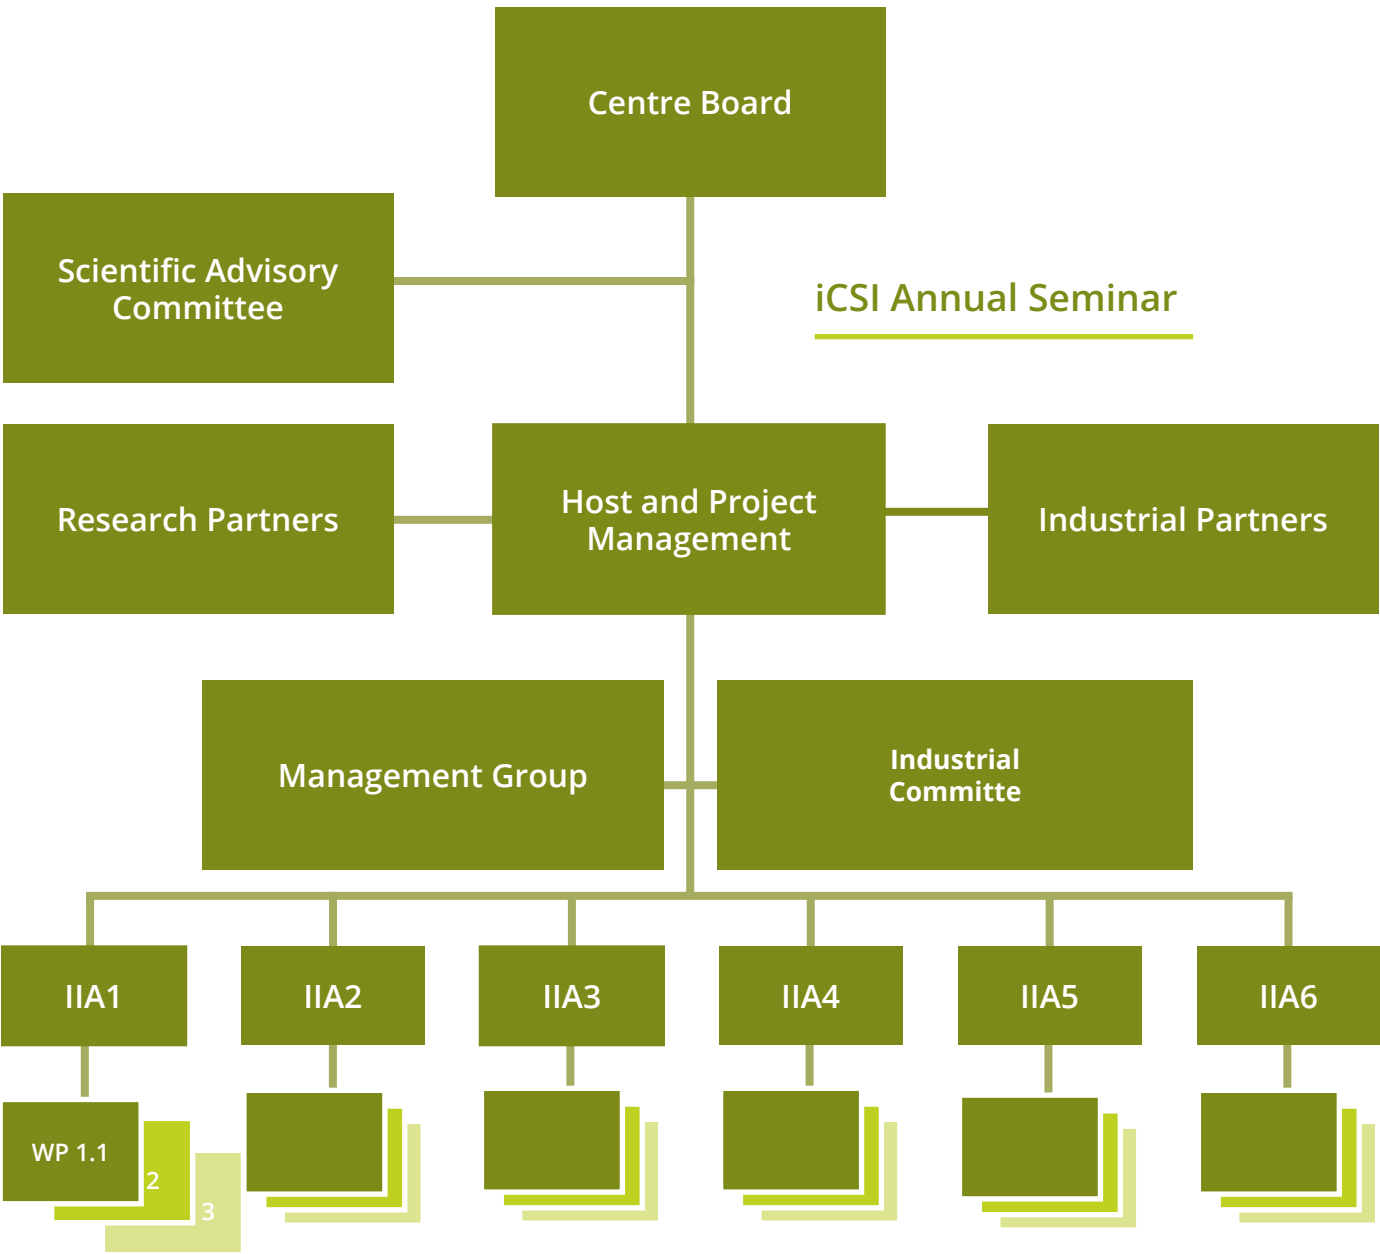 Centre Board
Scientific Advisory
Committee
iCSI Annual Seminar
Research Partners
Host and Project
Management
Industrial Partners
Management Group
Industrial
Committe
IIA1
IIA2
IIA3
IIA4
IIA5
IIA6
WP 1.1
2
3